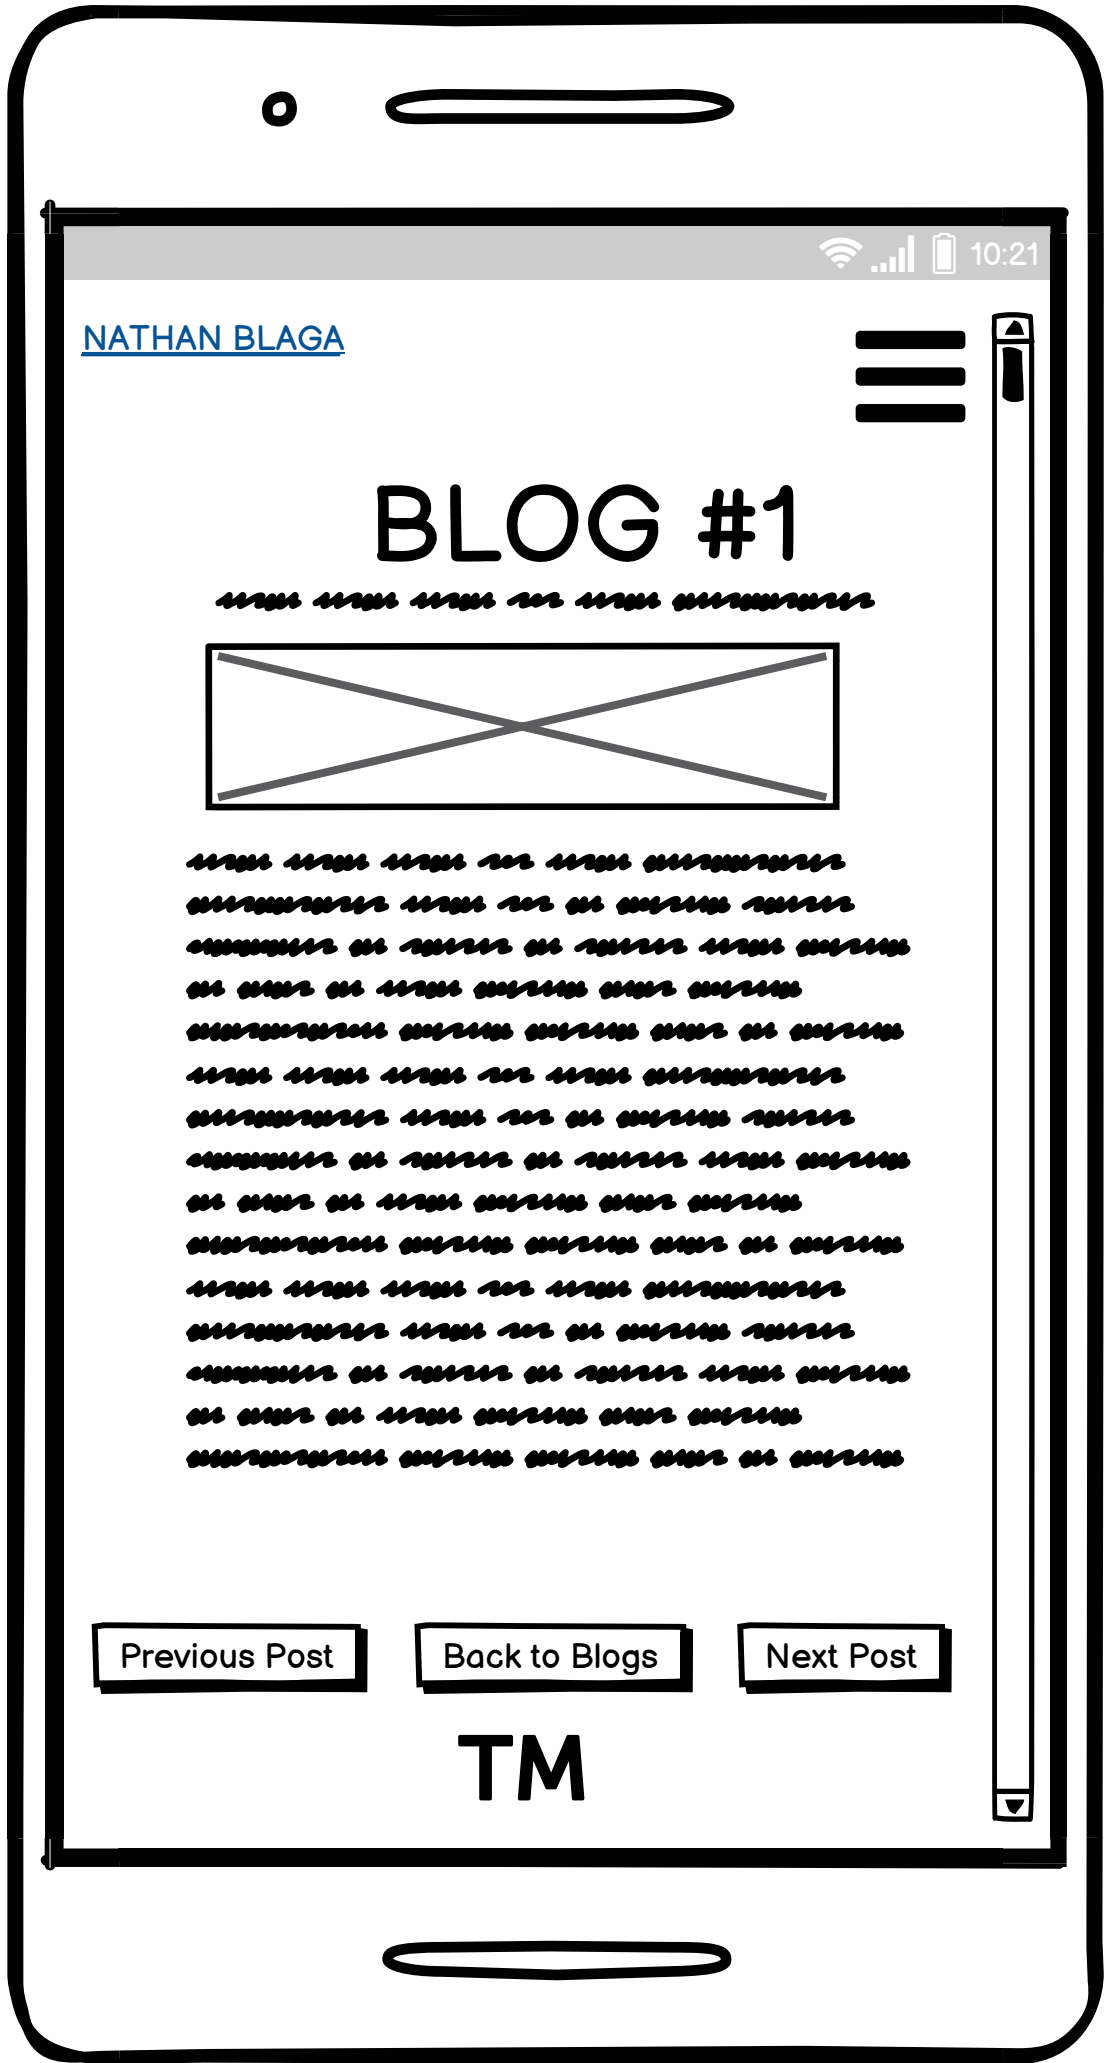 10:21
NATHAN BLAGA
BLOG #1
Previous Post Back to Blogs Next Post
TM